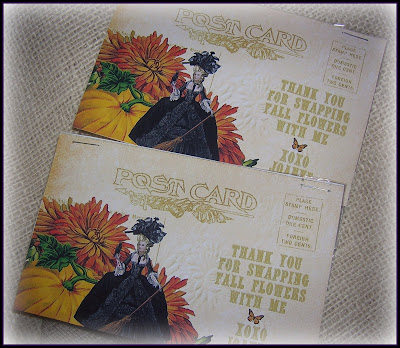 POST CARD
PLACE
STAMP HERE
DOMESTIC
ONE CENT
FOREIGN
TWO CENTS
THANK YOU
FOR SWAPPING
FALL FLOWERS
WITH ME
XOXO
POST CARD
PLACE
STAMP HERE
DOMESTIC
ONE CENT
FOREIGN
TWO CENTS
THANK YOU
FOR SWAPPING
FALL FLOWERS
WITH ME
XOXO